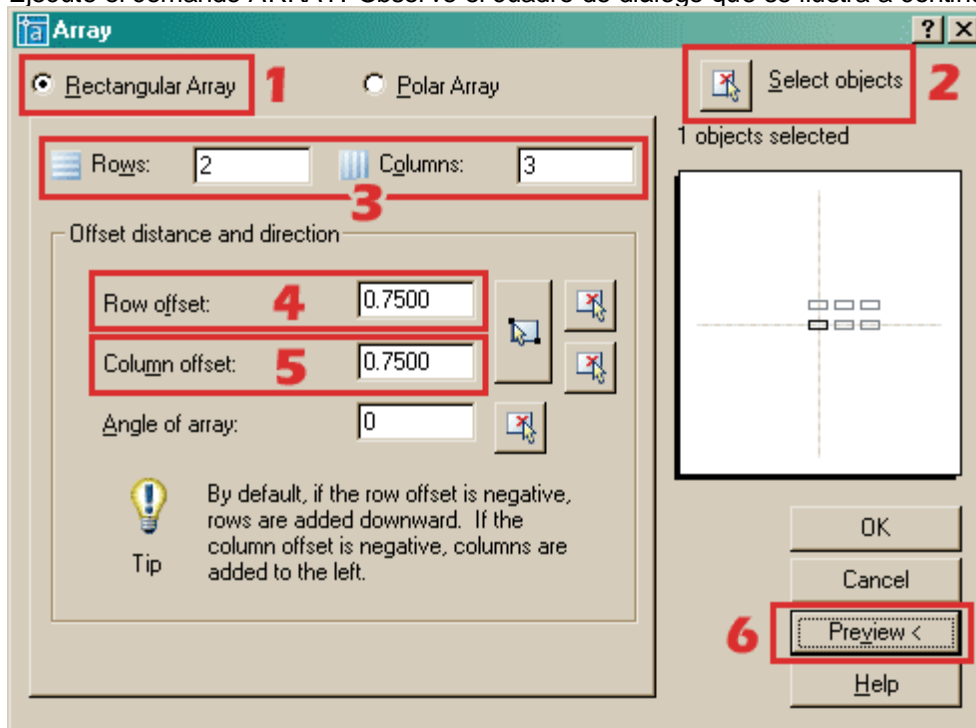 Array
? x
Rectangular Array 1 Polar Array
Select objects 2
1 objects selected
Rows: 2 Columns: 3
3
Offset distance and direction
Row offset: 4 0.7500
Column offset: 5 0.7500
Angle of array: 0
By default, if the row offset is negative,
rows are added downward. If the
column offset is negative, columns are
added to the left.
Tip
OK
Cancel
6 Preview <
Help